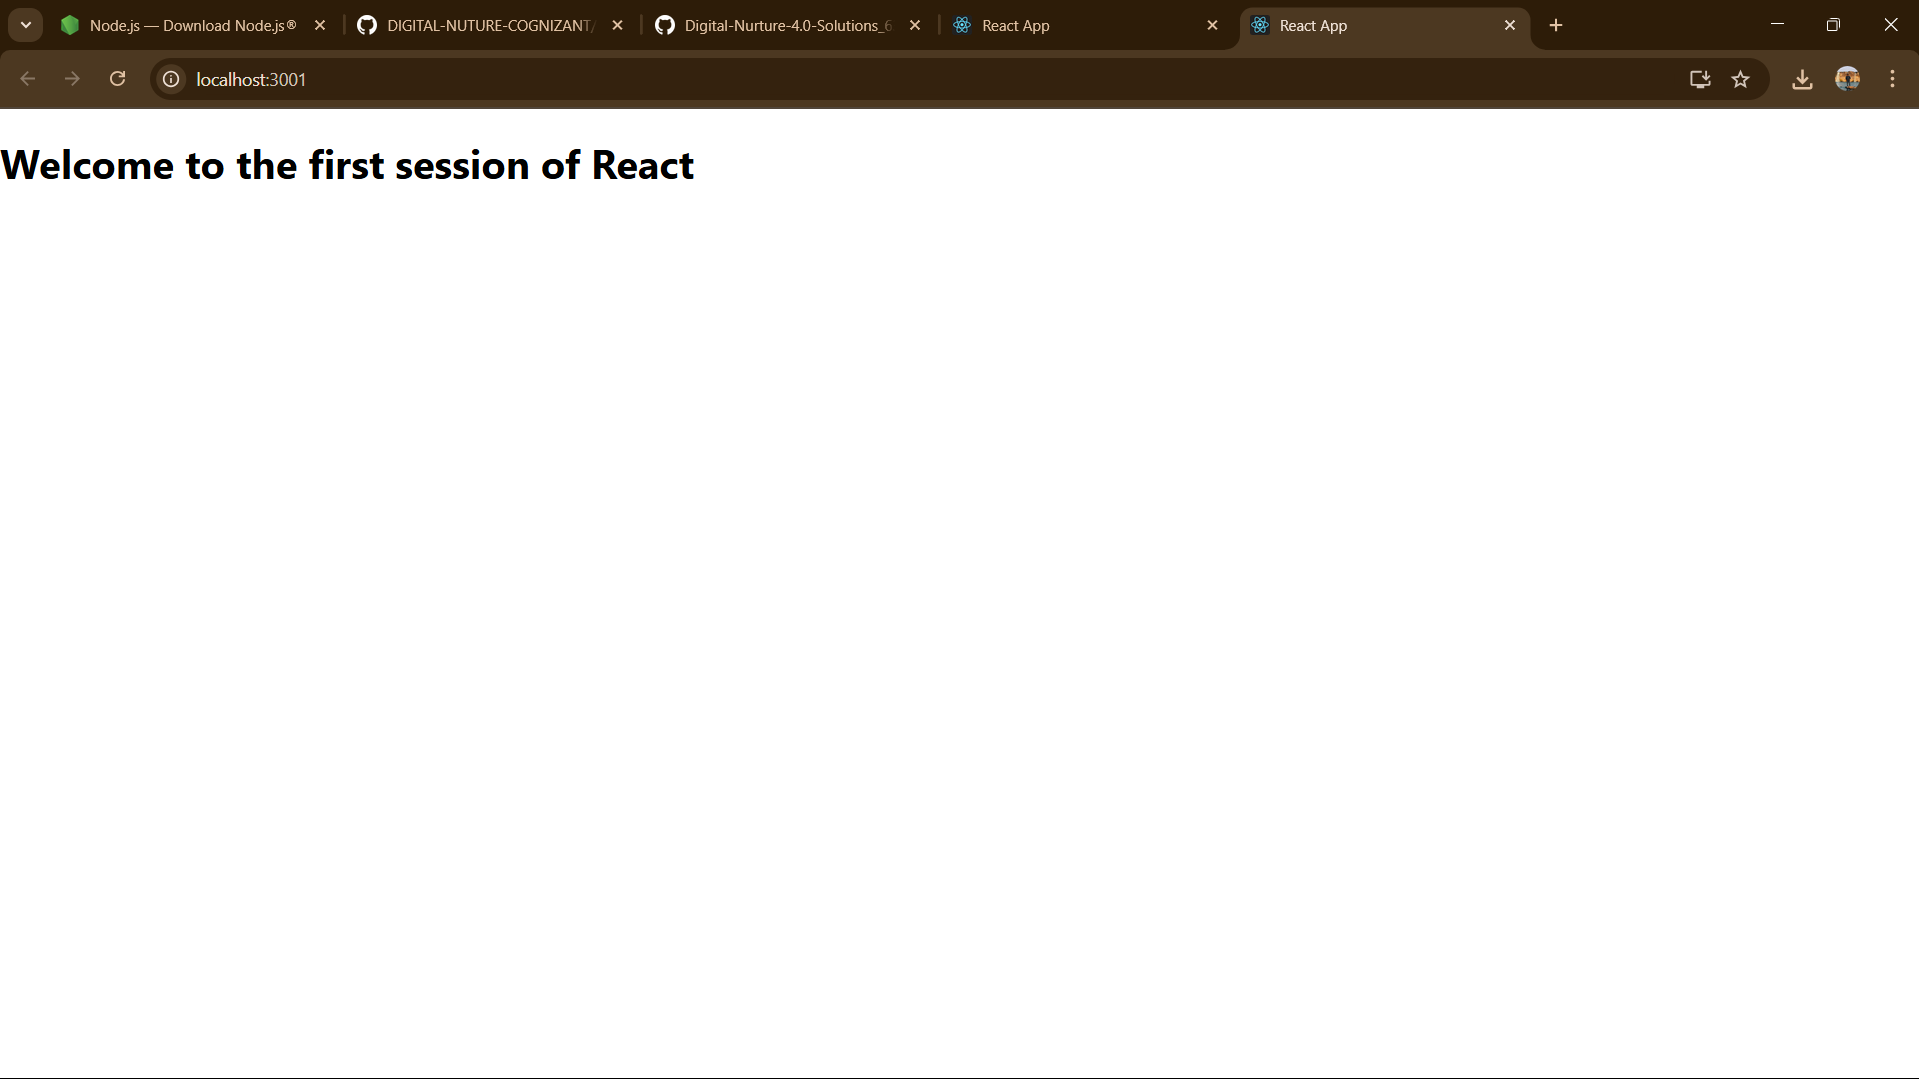 Node.js — Download Node.js®
DIGITAL-NUTURE-COGNIZANT/
Digital-Nurture-4.0-Solutions_6
React App
React App
localhost:3001
Welcome to the first session of React